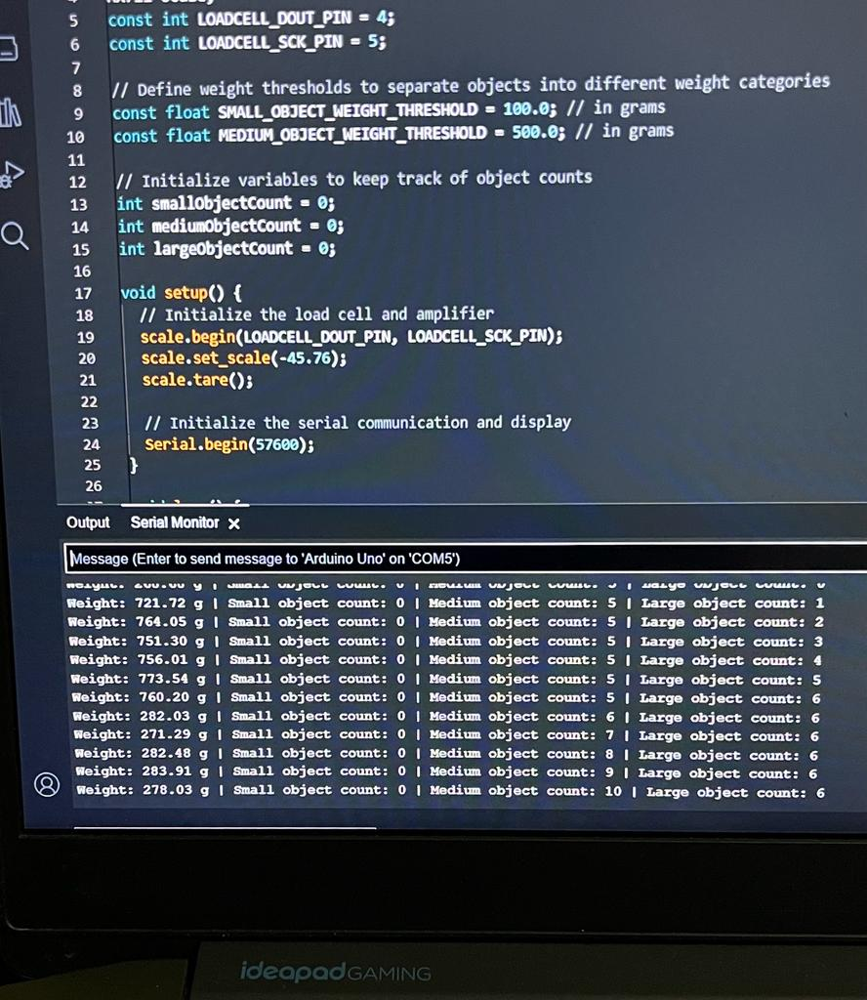 5 const int LOADCELL_DOUT_PIN = 4;
6 const int LOADCELL_SCK_PIN = 5;
7
8 // Define weight thresholds to separate objects into different weight categories
9 const float SMALL_OBJECT_WEIGHT_THRESHOLD = 100.0; // in grams
10 const float MEDIUM_OBJECT_WEIGHT_THRESHOLD = 500.0; // in grams
11
12 // Initialize variables to keep track of object counts
13 int smallObjectCount = 0;
14 int mediumObjectCount = 0;
15 int largeObjectCount = 0;
16
17 void setup() {
18 // Initialize the load cell and amplifier
19 scale.begin(LOADCELL_DOUT_PIN, LOADCELL_SCK_PIN);
20 scale.set_scale(-45.76);
21 scale.tare();
22
23 // Initialize the serial communication and display
24 Serial.begin(57600);
25 }
26
Output Serial Monitor ×
Message (Enter to send message to 'Arduino Uno' on 'COM5')
Weight: 721.72 g | Small object count: 0 | Medium object count: 5 | Large object count: 1
Weight: 764.05 g | Small object count: 0 | Medium object count: 5 | Large object count: 2
Weight: 751.30 g | Small object count: 0 | Medium object count: 5 | Large object count: 3
Weight: 756.01 g | Small object count: 0 | Medium object count: 5 | Large object count: 4
Weight: 773.54 g | Small object count: 0 | Medium object count: 5 | Large object count: 5
Weight: 760.20 g | Small object count: 0 | Medium object count: 5 | Large object count: 6
Weight: 282.03 g | Small object count: 0 | Medium object count: 6 | Large object count: 6
Weight: 271.29 g | Small object count: 0 | Medium object count: 7 | Large object count: 6
Weight: 282.48 g | Small object count: 0 | Medium object count: 8 | Large object count: 6
Weight: 283.91 g | Small object count: 0 | Medium object count: 9 | Large object count: 6
Weight: 278.03 g | Small object count: 0 | Medium object count: 10 | Large object count: 6
ideapad GAMING